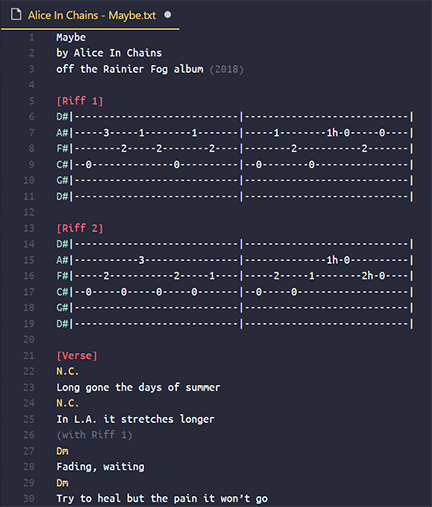 Alice In Chains - Maybe.txt
1 Maybe
2 by Alice In Chains
3 off the Rainier Fog album (2018)
4
5 [Riff 1]
6 D#|----------------------------|----------------------------|
7 A#|-----3-----1--------1-------|-----1--------1h-0-----0----|
8 F#|--------2-----2--------2----|--------2-----------2-------|
9 C#|--0--------------0----------|--0--------0----------------|
10 G#|----------------------------|----------------------------|
11 D#|----------------------------|----------------------------|
12
13 [Riff 2]
14 D#|----------------------------|----------------------------|
15 A#|-----------3----------------|--------------1h-0----------|
16 F#|-----2-----------2-----1----|-----2-----1--------2h-0----|
17 C#|--0-----0-----0-----0-------|--0-----0-------------------|
18 G#|----------------------------|----------------------------|
19 D#|----------------------------|----------------------------|
20
21 [Verse]
22 N.C.
23 Long gone the days of summer
24 N.C.
25 In L.A. it stretches longer
26 (with Riff 1)
27 Dm
28 Fading, waiting
29 Dm
30 Try to heal but the pain it won’t go